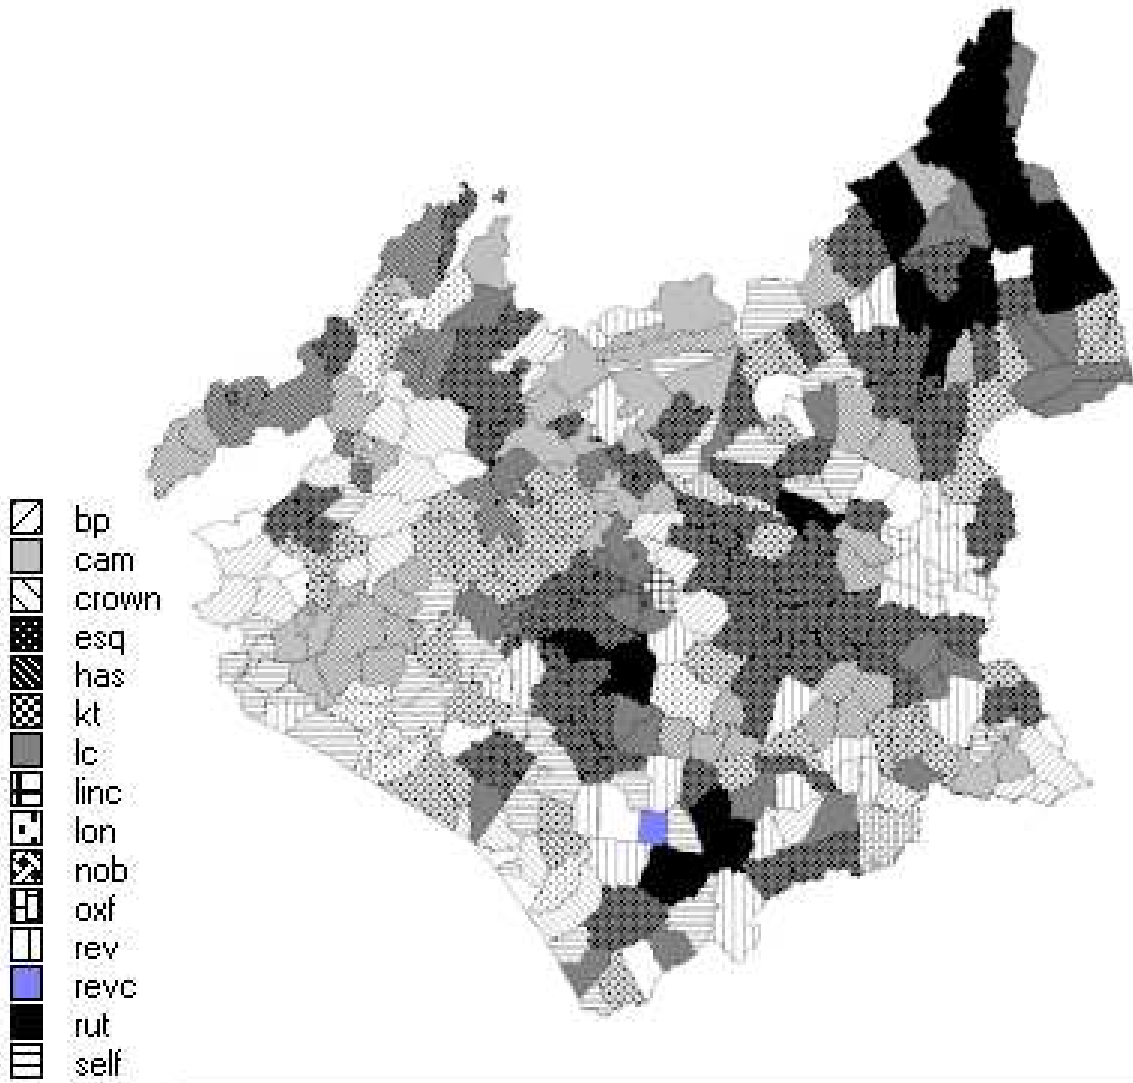 bp
cam
crown
esq
has
kt
lc
linc
lon
nob
oxf
rev
revc
rut
self